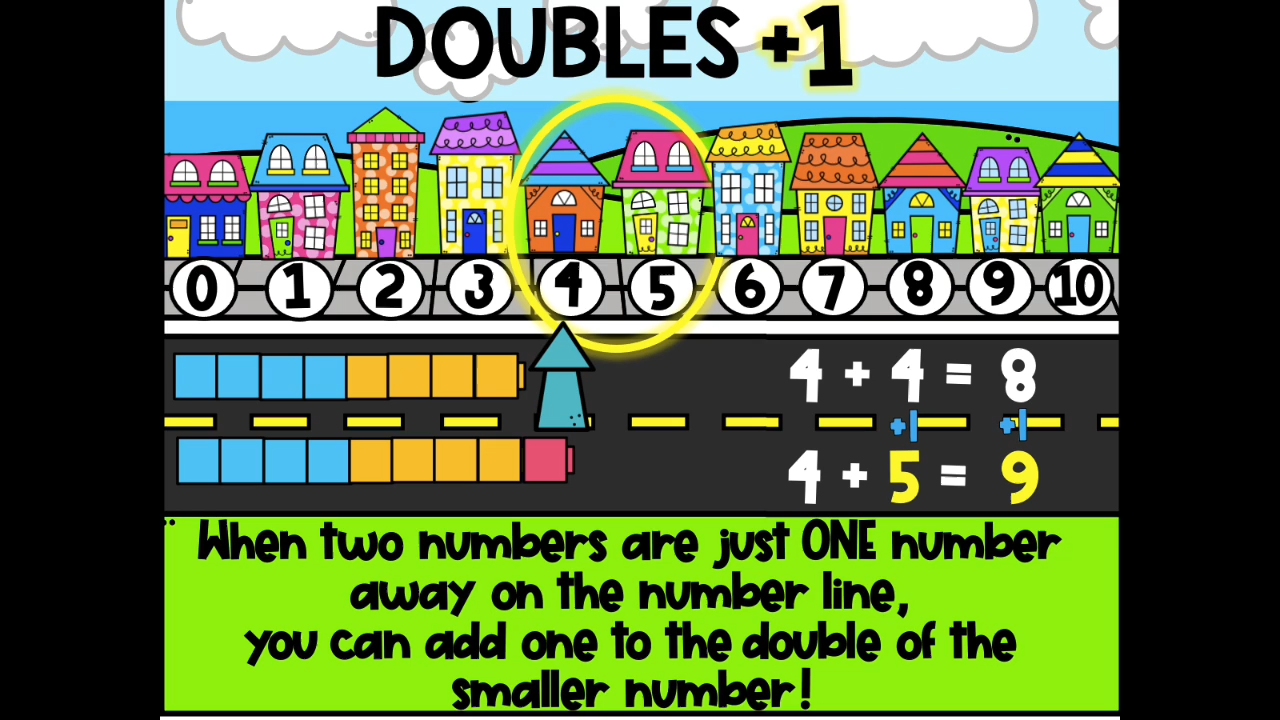 DOUBLES +1
0 1 2 3 4 5 6 7 8 9 10
4 + 4 = 8
+1 +1
4 + 5 = 9
When two numbers are just ONE number
away on the number line,
you can add one to the double of the
smaller number!